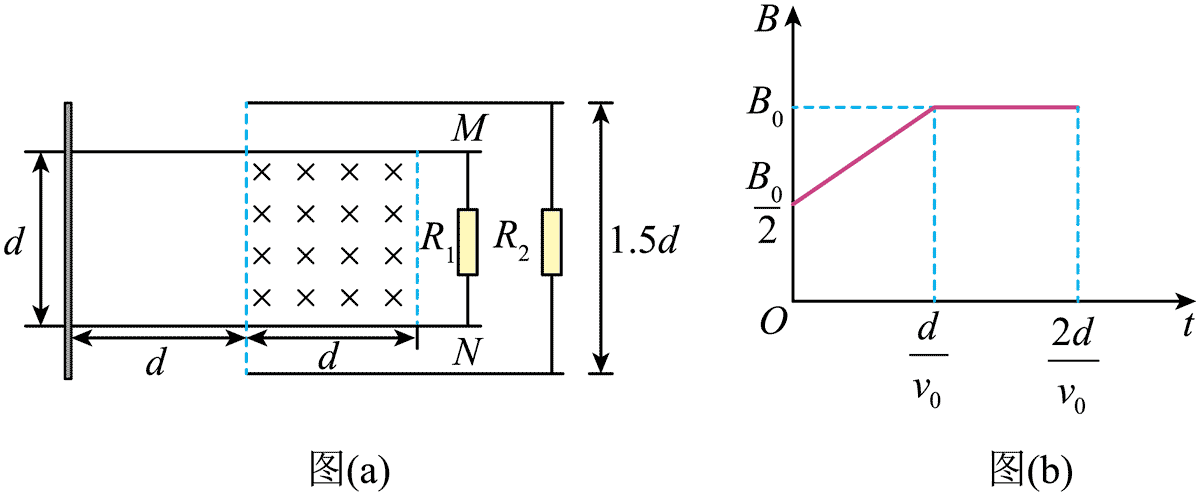 M
d
R₁
R₂
1.5d
d
d
N
图(a)
B
B₀
B₀/2
O
d/v₀
2d/v₀
t
图(b)